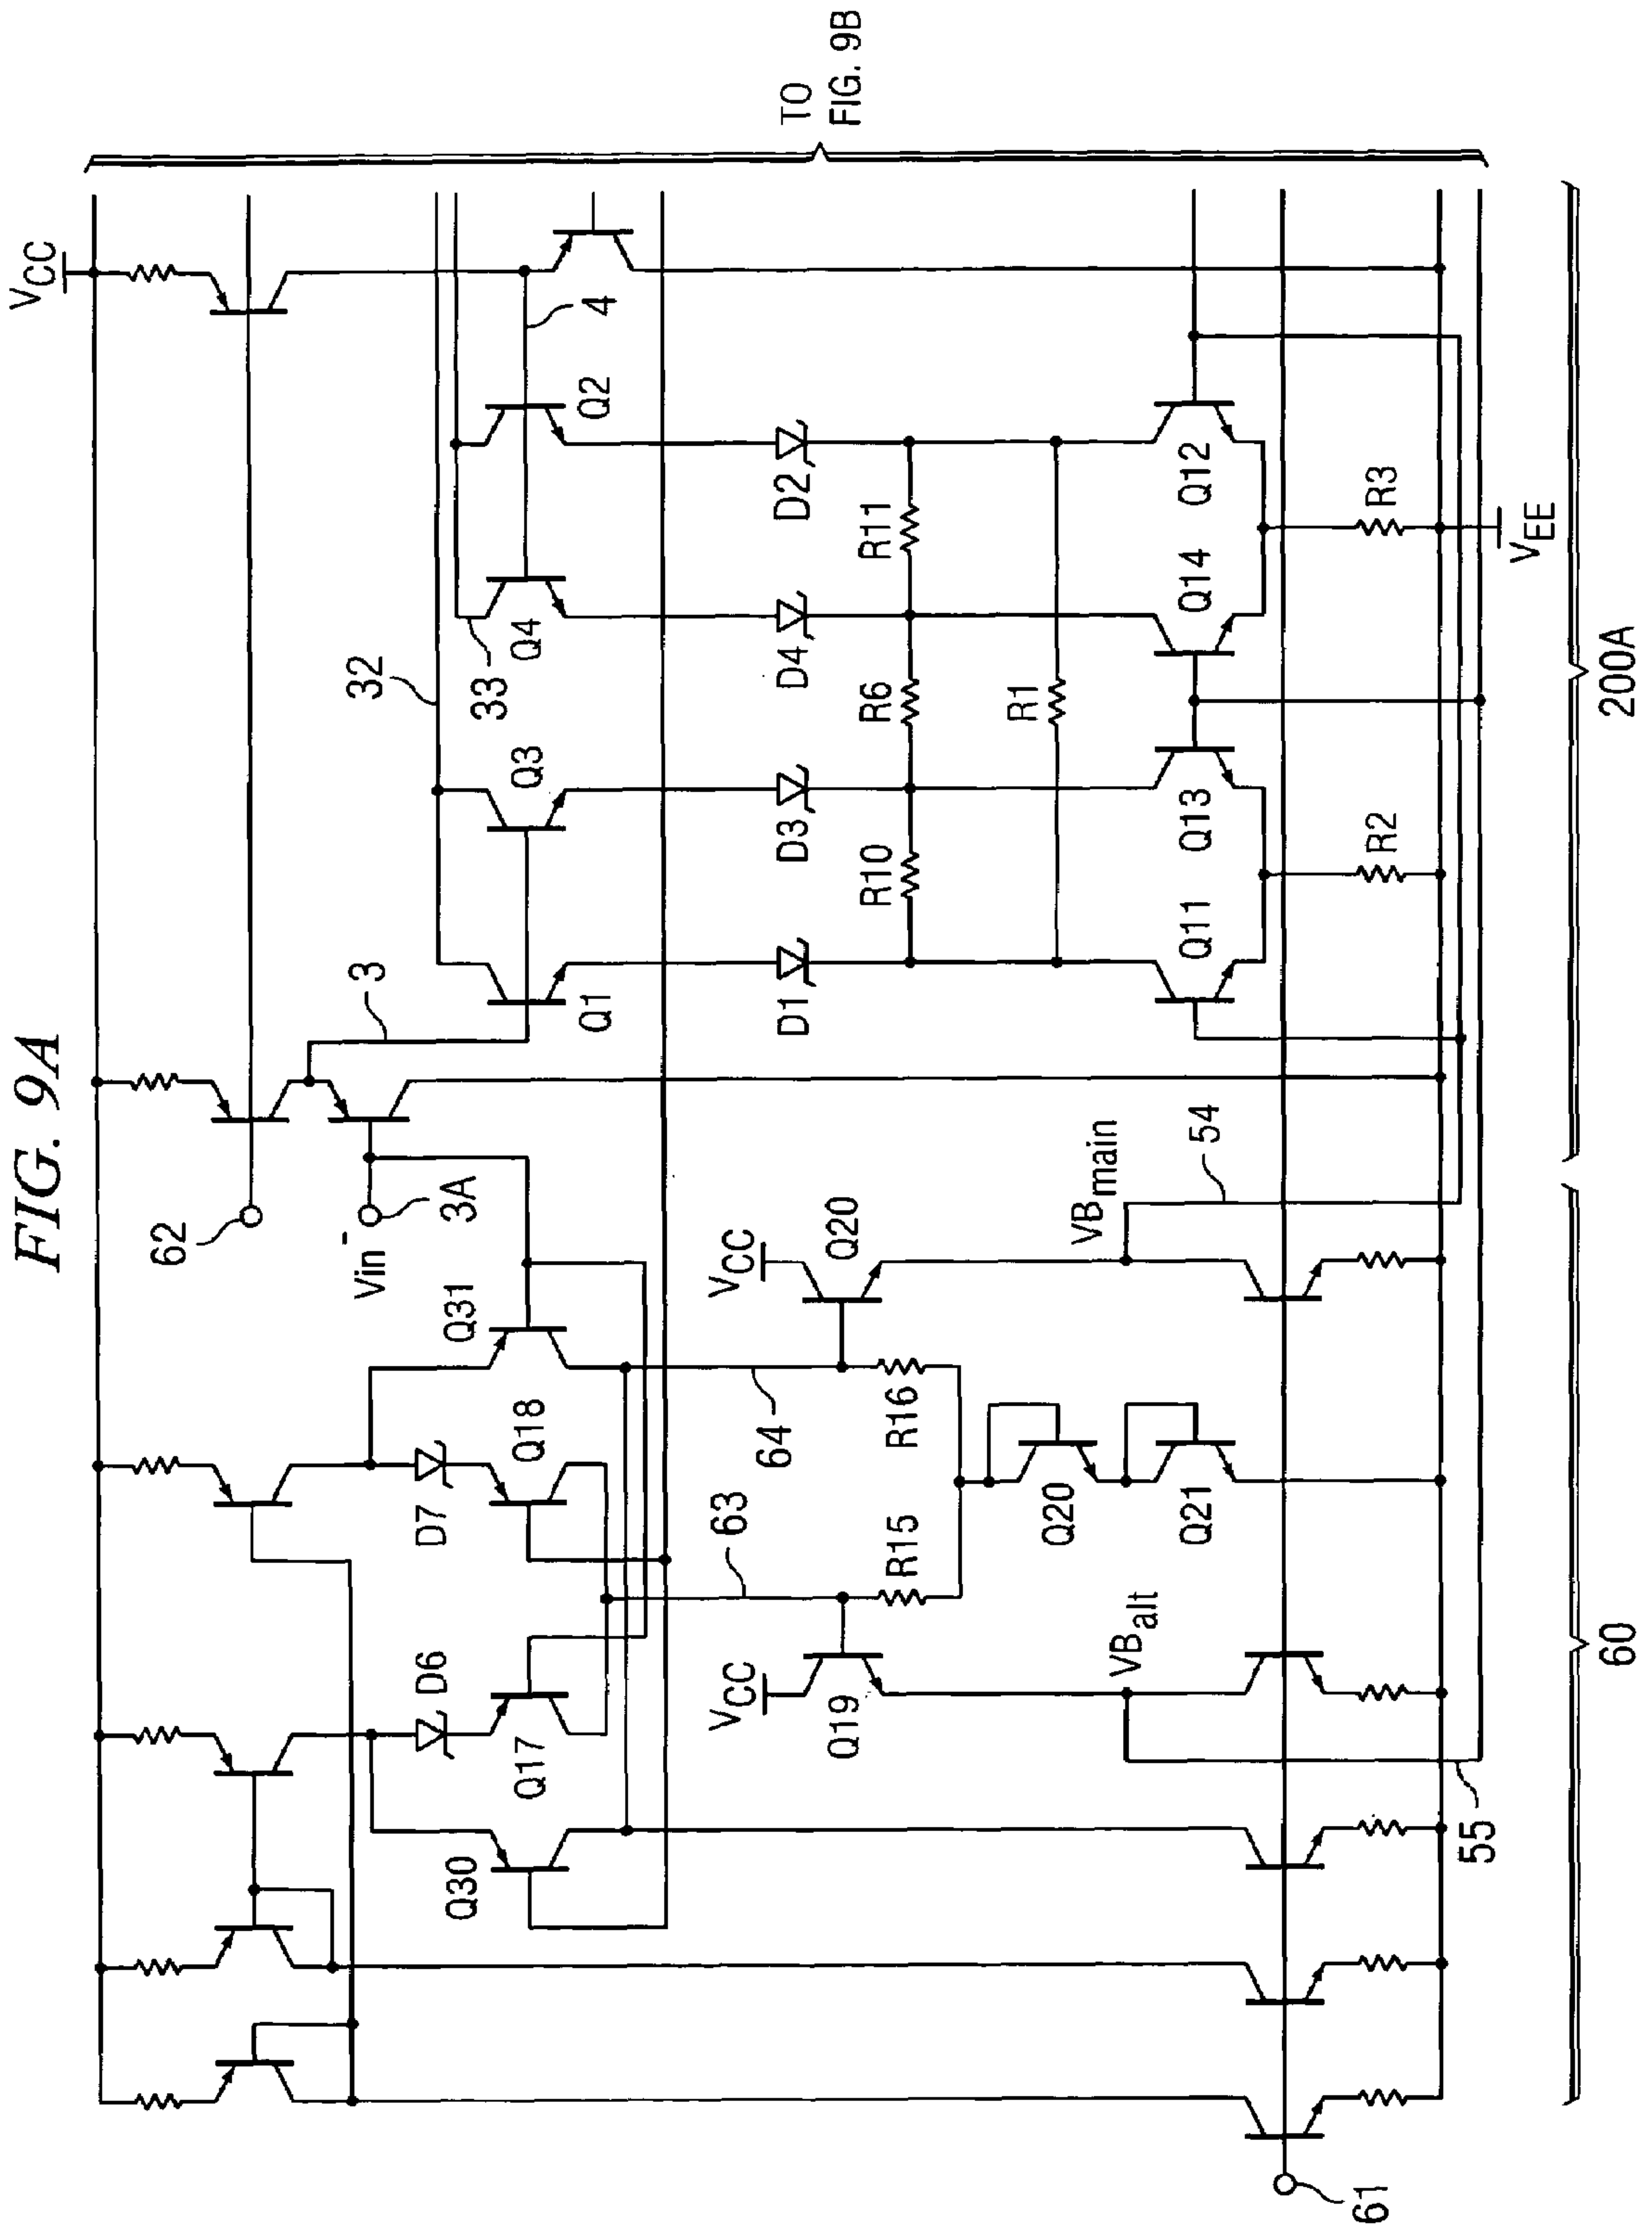 FIG. 9A
VCC
62
Vin-
3A
3
32
33
4
Q30
Q17
D6
D7
Q18
Q31
Q1
Q3
Q4
Q2
63
64
VCC
Q19
VCC
Q20
D1
D3
D4
D2
R15
R16
R10
R6
R11
R1
Q20
Q21
VBalt
VBmain
54
Q11
Q13
Q14
Q12
R2
R3
61
55
VEE
60
200A
TO
FIG. 9B